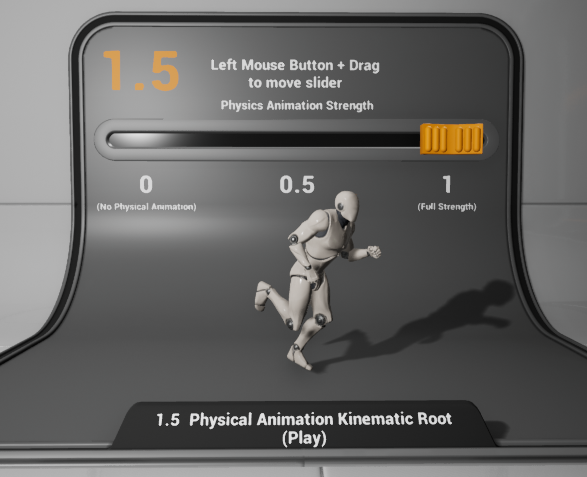 1.5
Left Mouse Button + Drag
to move slider
Physics Animation Strength
0
0.5
1
(No Physical Animation)
(Full Strength)
1.5 Physical Animation Kinematic Root
(Play)